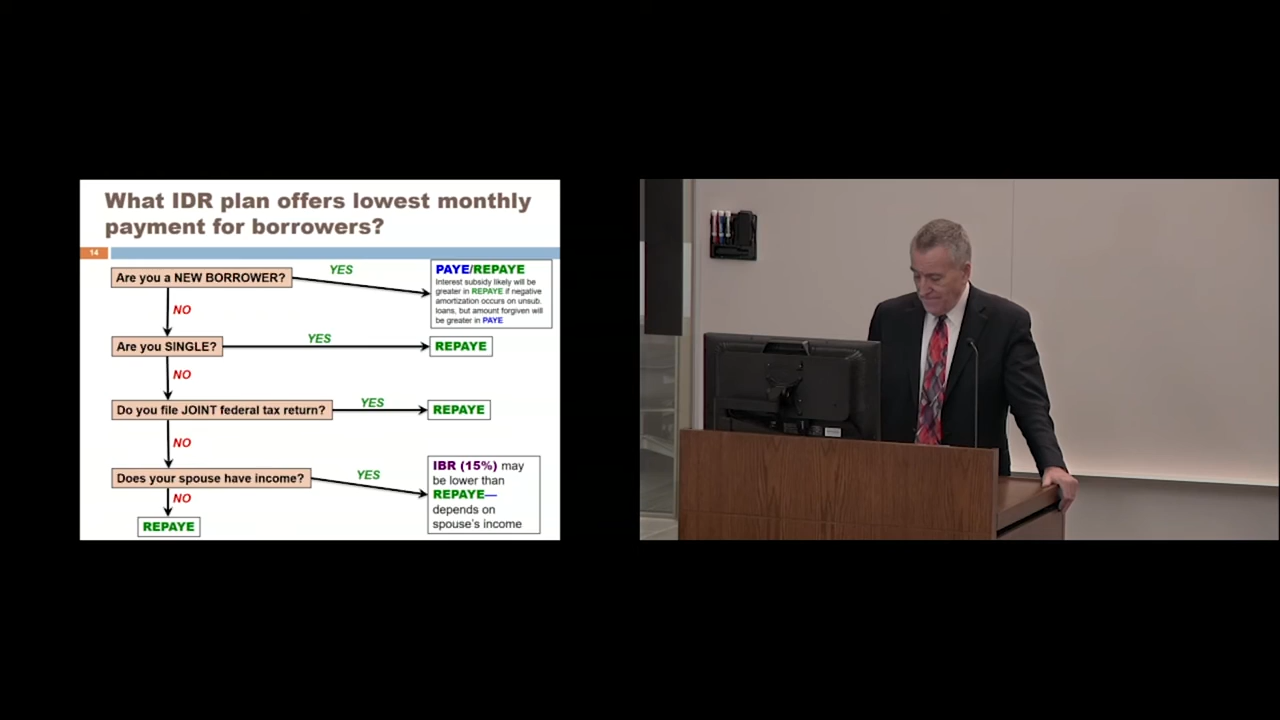 What IDR plan offers lowest monthly
payment for borrowers?
14
Are you a NEW BORROWER?
YES
PAYE/REPAYE
Interest subsidy likely will be
greater in REPAYE if negative
amortization occurs on unsub.
loans, but amount forgiven will
be greater in PAYE
NO
Are you SINGLE?
YES
REPAYE
NO
Do you file JOINT federal tax return?
YES
REPAYE
NO
Does your spouse have income?
YES
IBR (15%) may
be lower than
REPAYE—
depends on
spouse's income
NO
REPAYE